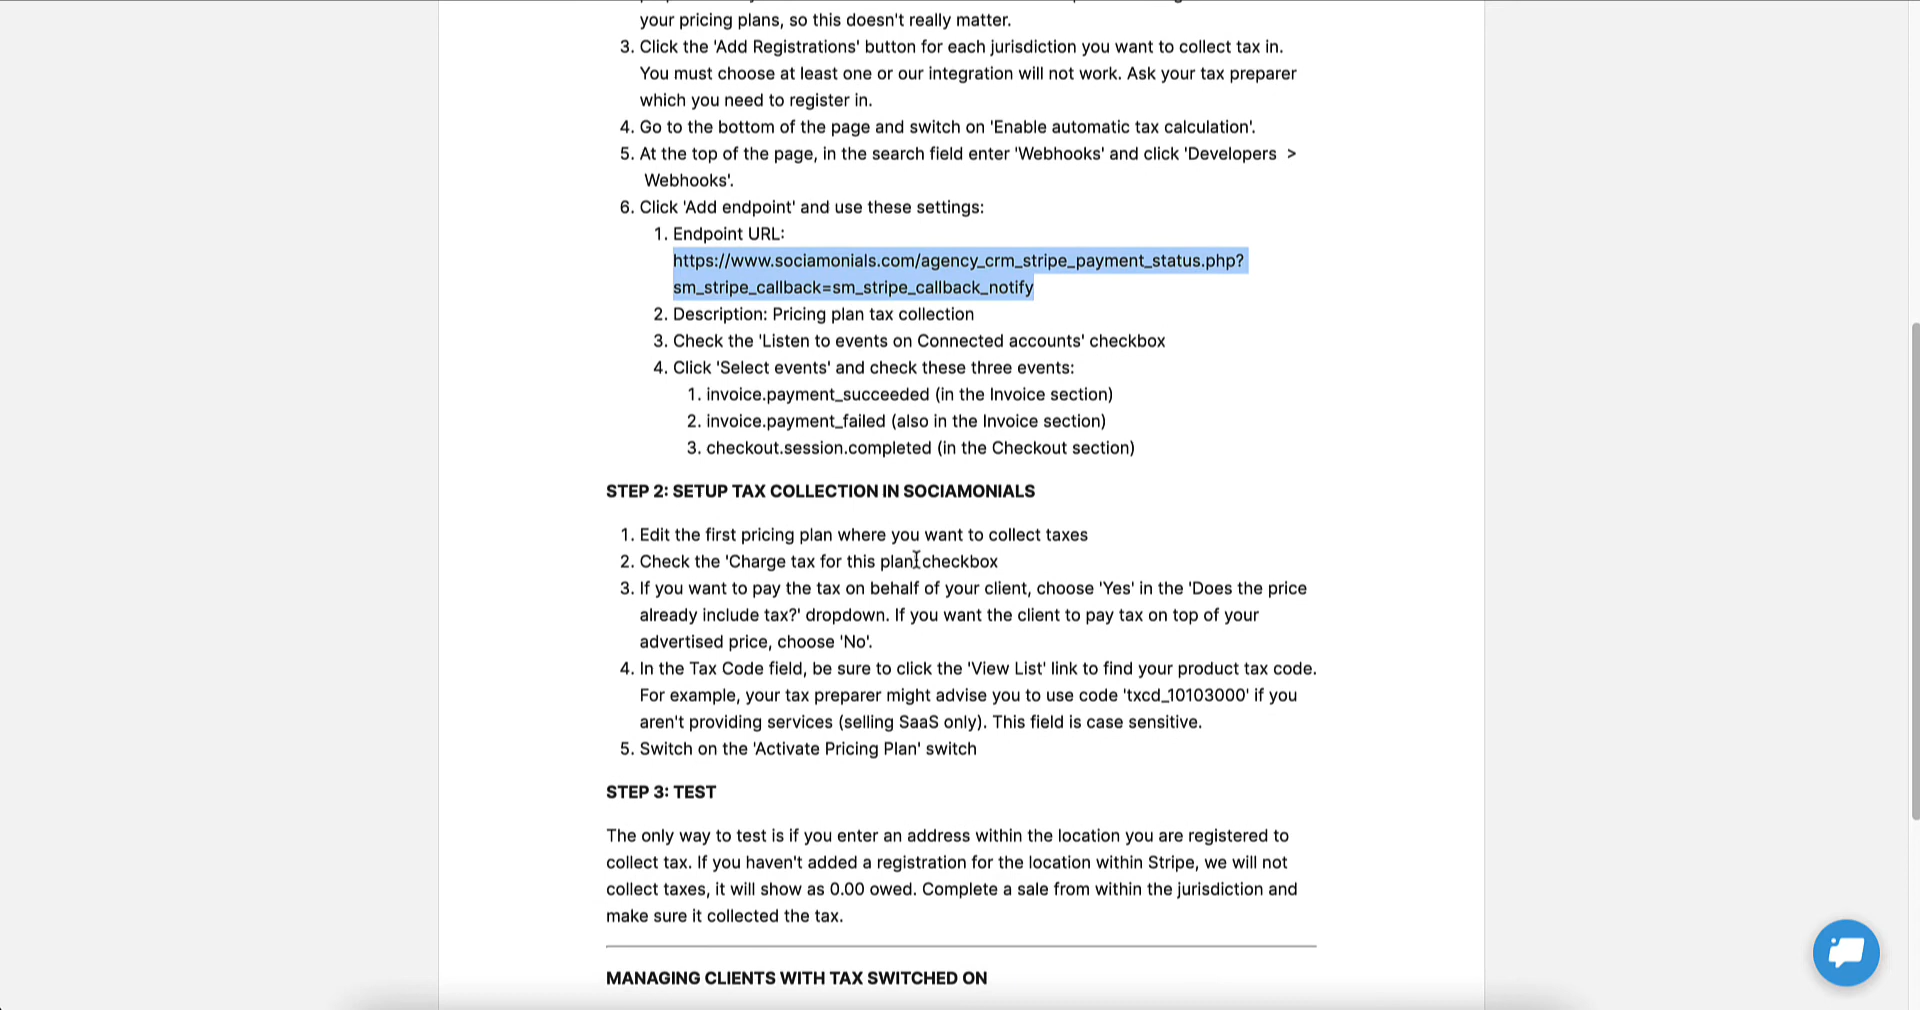 your pricing plans, so this doesn't really matter.
3. Click the 'Add Registrations' button for each jurisdiction you want to collect tax in.
You must choose at least one or our integration will not work. Ask your tax preparer
which you need to register in.
4. Go to the bottom of the page and switch on 'Enable automatic tax calculation'.
5. At the top of the page, in the search field enter 'Webhooks' and click 'Developers >
Webhooks'.
6. Click 'Add endpoint' and use these settings:
1. Endpoint URL:
https://www.sociamonials.com/agency_crm_stripe_payment_status.php?
sm_stripe_callback=sm_stripe_callback_notify
2. Description: Pricing plan tax collection
3. Check the 'Listen to events on Connected accounts' checkbox
4. Click 'Select events' and check these three events:
1. invoice.payment_succeeded (in the Invoice section)
2. invoice.payment_failed (also in the Invoice section)
3. checkout.session.completed (in the Checkout section)
STEP 2: SETUP TAX COLLECTION IN SOCIAMONIALS
1. Edit the first pricing plan where you want to collect taxes
2. Check the 'Charge tax for this plan' checkbox
3. If you want to pay the tax on behalf of your client, choose 'Yes' in the 'Does the price
already include tax?' dropdown. If you want the client to pay tax on top of your
advertised price, choose 'No'.
4. In the Tax Code field, be sure to click the 'View List' link to find your product tax code.
For example, your tax preparer might advise you to use code 'txcd_10103000' if you
aren't providing services (selling SaaS only). This field is case sensitive.
5. Switch on the 'Activate Pricing Plan' switch
STEP 3: TEST
The only way to test is if you enter an address within the location you are registered to
collect tax. If you haven't added a registration for the location within Stripe, we will not
collect taxes, it will show as 0.00 owed. Complete a sale from within the jurisdiction and
make sure it collected the tax.
MANAGING CLIENTS WITH TAX SWITCHED ON